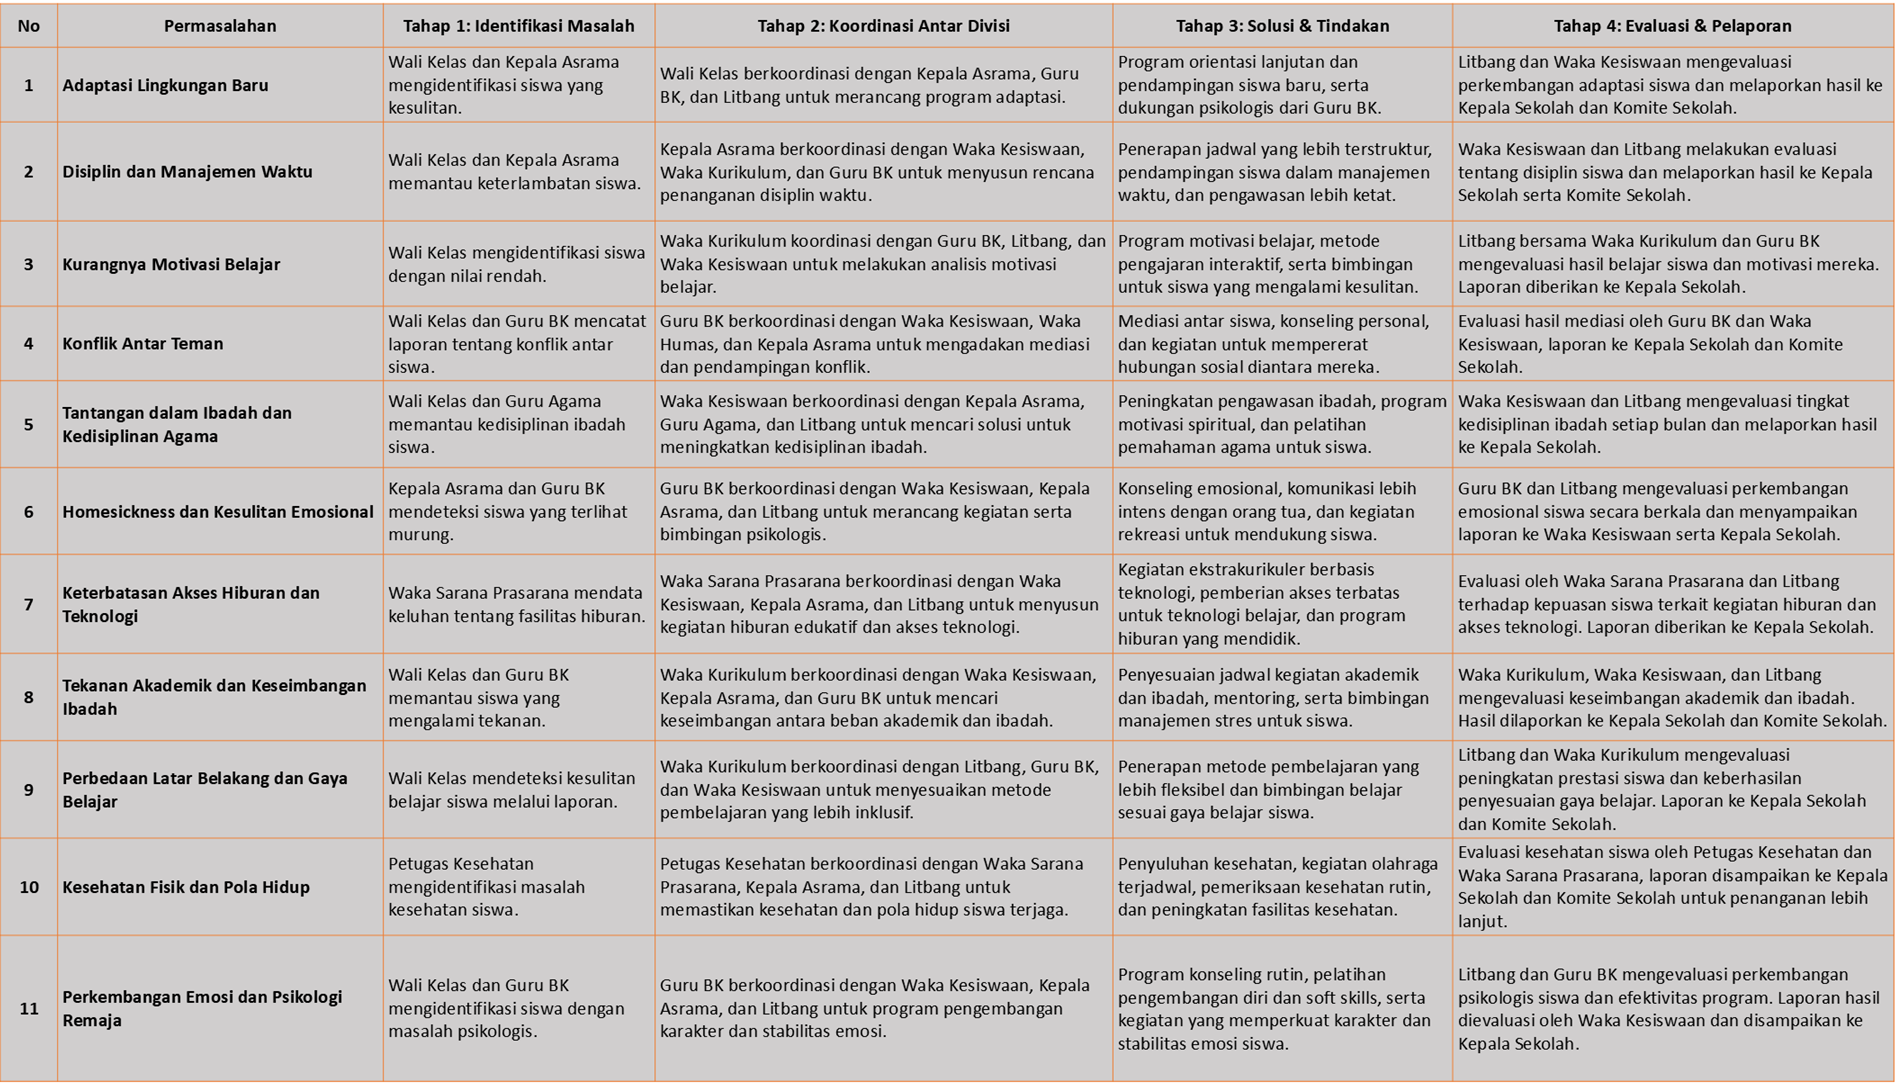 No
Permasalahan
Tahap 1: Identifikasi Masalah
Tahap 2: Koordinasi Antar Divisi
Tahap 3: Solusi & Tindakan
Tahap 4: Evaluasi & Pelaporan
1
Adaptasi Lingkungan Baru
Wali Kelas dan Kepala Asrama
mengidentifikasi siswa yang
kesulitan.
Wali Kelas berkoordinasi dengan Kepala Asrama, Guru
BK, dan Litbang untuk merancang program adaptasi.
Program orientasi lanjutan dan
pendampingan siswa baru, serta
dukungan psikologis dari Guru BK.
Litbang dan Waka Kesiswaan mengevaluasi
perkembangan adaptasi siswa dan melaporkan hasil ke
Kepala Sekolah dan Komite Sekolah.
2
Disiplin dan Manajemen Waktu
Wali Kelas dan Kepala Asrama
memantau keterlambatan siswa.
Kepala Asrama berkoordinasi dengan Waka Kesiswaan,
Waka Kurikulum, dan Guru BK untuk menyusun rencana
penanganan disiplin waktu.
Penerapan jadwal yang lebih terstruktur,
pendampingan siswa dalam manajemen
waktu, dan pengawasan lebih ketat.
Waka Kesiswaan dan Litbang melakukan evaluasi
tentang disiplin siswa dan melaporkan hasil ke Kepala
Sekolah serta Komite Sekolah.
3
Kurangnya Motivasi Belajar
Wali Kelas mengidentifikasi siswa
dengan nilai rendah.
Waka Kurikulum koordinasi dengan Guru BK, Litbang, dan
Waka Kesiswaan untuk melakukan analisis motivasi
belajar.
Program motivasi belajar, metode
pengajaran interaktif, serta bimbingan
untuk siswa yang mengalami kesulitan.
Litbang bersama Waka Kurikulum dan Guru BK
mengevaluasi hasil belajar siswa dan motivasi mereka.
Laporan diberikan ke Kepala Sekolah.
4
Konflik Antar Teman
Wali Kelas dan Guru BK mencatat
laporan tentang konflik antar
siswa.
Guru BK berkoordinasi dengan Waka Kesiswaan, Waka
Humas, dan Kepala Asrama untuk mengadakan mediasi
dan pendampingan konflik.
Mediasi antar siswa, konseling personal,
dan kegiatan untuk mempererat
hubungan sosial diantara mereka.
Evaluasi hasil mediasi oleh Guru BK dan Waka
Kesiswaan, laporan ke Kepala Sekolah dan Komite
Sekolah.
5
Tantangan dalam Ibadah dan
Kedisiplinan Agama
Wali Kelas dan Guru Agama
memantau kedisiplinan ibadah
siswa.
Waka Kesiswaan berkoordinasi dengan Kepala Asrama,
Guru Agama, dan Litbang untuk mencari solusi untuk
meningkatkan kedisiplinan ibadah.
Peningkatan pengawasan ibadah, program
motivasi spiritual, dan pelatihan
pemahaman agama untuk siswa.
Waka Kesiswaan dan Litbang mengevaluasi tingkat
kedisiplinan ibadah setiap bulan dan melaporkan hasil
ke Kepala Sekolah.
6
Homesickness dan Kesulitan Emosional
Kepala Asrama dan Guru BK
mendeteksi siswa yang terlihat
murung.
Guru BK berkoordinasi dengan Waka Kesiswaan, Kepala
Asrama, dan Litbang untuk merancang kegiatan serta
bimbingan psikologis.
Konseling emosional, komunikasi lebih
intens dengan orang tua, dan kegiatan
rekreasi untuk mendukung siswa.
Guru BK dan Litbang mengevaluasi perkembangan
emosional siswa secara berkala dan menyampaikan
laporan ke Waka Kesiswaan serta Kepala Sekolah.
7
Keterbatasan Akses Hiburan dan
Teknologi
Waka Sarana Prasarana mendata
keluhan tentang fasilitas hiburan.
Waka Sarana Prasarana berkoordinasi dengan Waka
Kesiswaan, Kepala Asrama, dan Litbang untuk menyusun
kegiatan hiburan edukatif dan akses teknologi.
Kegiatan ekstrakurikuler berbasis
teknologi, pemberian akses terbatas
untuk teknologi belajar, dan program
hiburan yang mendidik.
Evaluasi oleh Waka Sarana Prasarana dan Litbang
terhadap kepuasan siswa terkait kegiatan hiburan dan
akses teknologi. Laporan diberikan ke Kepala Sekolah.
8
Tekanan Akademik dan Keseimbangan
Ibadah
Wali Kelas dan Guru BK
memantau siswa yang
mengalami tekanan.
Waka Kurikulum berkoordinasi dengan Waka Kesiswaan,
Kepala Asrama, dan Guru BK untuk mencari
keseimbangan antara beban akademik dan ibadah.
Penyesuaian jadwal kegiatan akademik
dan ibadah, mentoring, serta bimbingan
manajemen stres untuk siswa.
Waka Kurikulum, Waka Kesiswaan, dan Litbang
mengevaluasi keseimbangan akademik dan ibadah.
Hasil dilaporkan ke Kepala Sekolah dan Komite Sekolah.
9
Perbedaan Latar Belakang dan Gaya
Belajar
Wali Kelas mendeteksi kesulitan
belajar siswa melalui laporan.
Waka Kurikulum berkoordinasi dengan Litbang, Guru BK,
dan Waka Kesiswaan untuk menyesuaikan metode
pembelajaran yang lebih inklusif.
Penerapan metode pembelajaran yang
lebih fleksibel dan bimbingan belajar
sesuai gaya belajar siswa.
Litbang dan Waka Kurikulum mengevaluasi
peningkatan prestasi siswa dan keberhasilan
penyesuaian gaya belajar. Laporan ke Kepala Sekolah
dan Komite Sekolah.
10
Kesehatan Fisik dan Pola Hidup
Petugas Kesehatan
mengidentifikasi masalah
kesehatan siswa.
Petugas Kesehatan berkoordinasi dengan Waka Sarana
Prasarana, Kepala Asrama, dan Litbang untuk
memastikan kesehatan dan pola hidup siswa terjaga.
Penyuluhan kesehatan, kegiatan olahraga
terjadwal, pemeriksaan kesehatan rutin,
dan peningkatan fasilitas kesehatan.
Evaluasi kesehatan siswa oleh Petugas Kesehatan dan
Waka Sarana Prasarana, laporan disampaikan ke Kepala
Sekolah dan Komite Sekolah untuk penanganan lebih
lanjut.
11
Perkembangan Emosi dan Psikologi
Remaja
Wali Kelas dan Guru BK
mengidentifikasi siswa dengan
masalah psikologis.
Guru BK berkoordinasi dengan Waka Kesiswaan, Kepala
Asrama, dan Litbang untuk program pengembangan
karakter dan stabilitas emosi.
Program konseling rutin, pelatihan
pengembangan diri dan soft skills, serta
kegiatan yang memperkuat karakter dan
stabilitas emosi siswa.
Litbang dan Guru BK mengevaluasi perkembangan
psikologis siswa dan efektivitas program. Laporan hasil
dievaluasi oleh Waka Kesiswaan dan disampaikan ke
Kepala Sekolah.